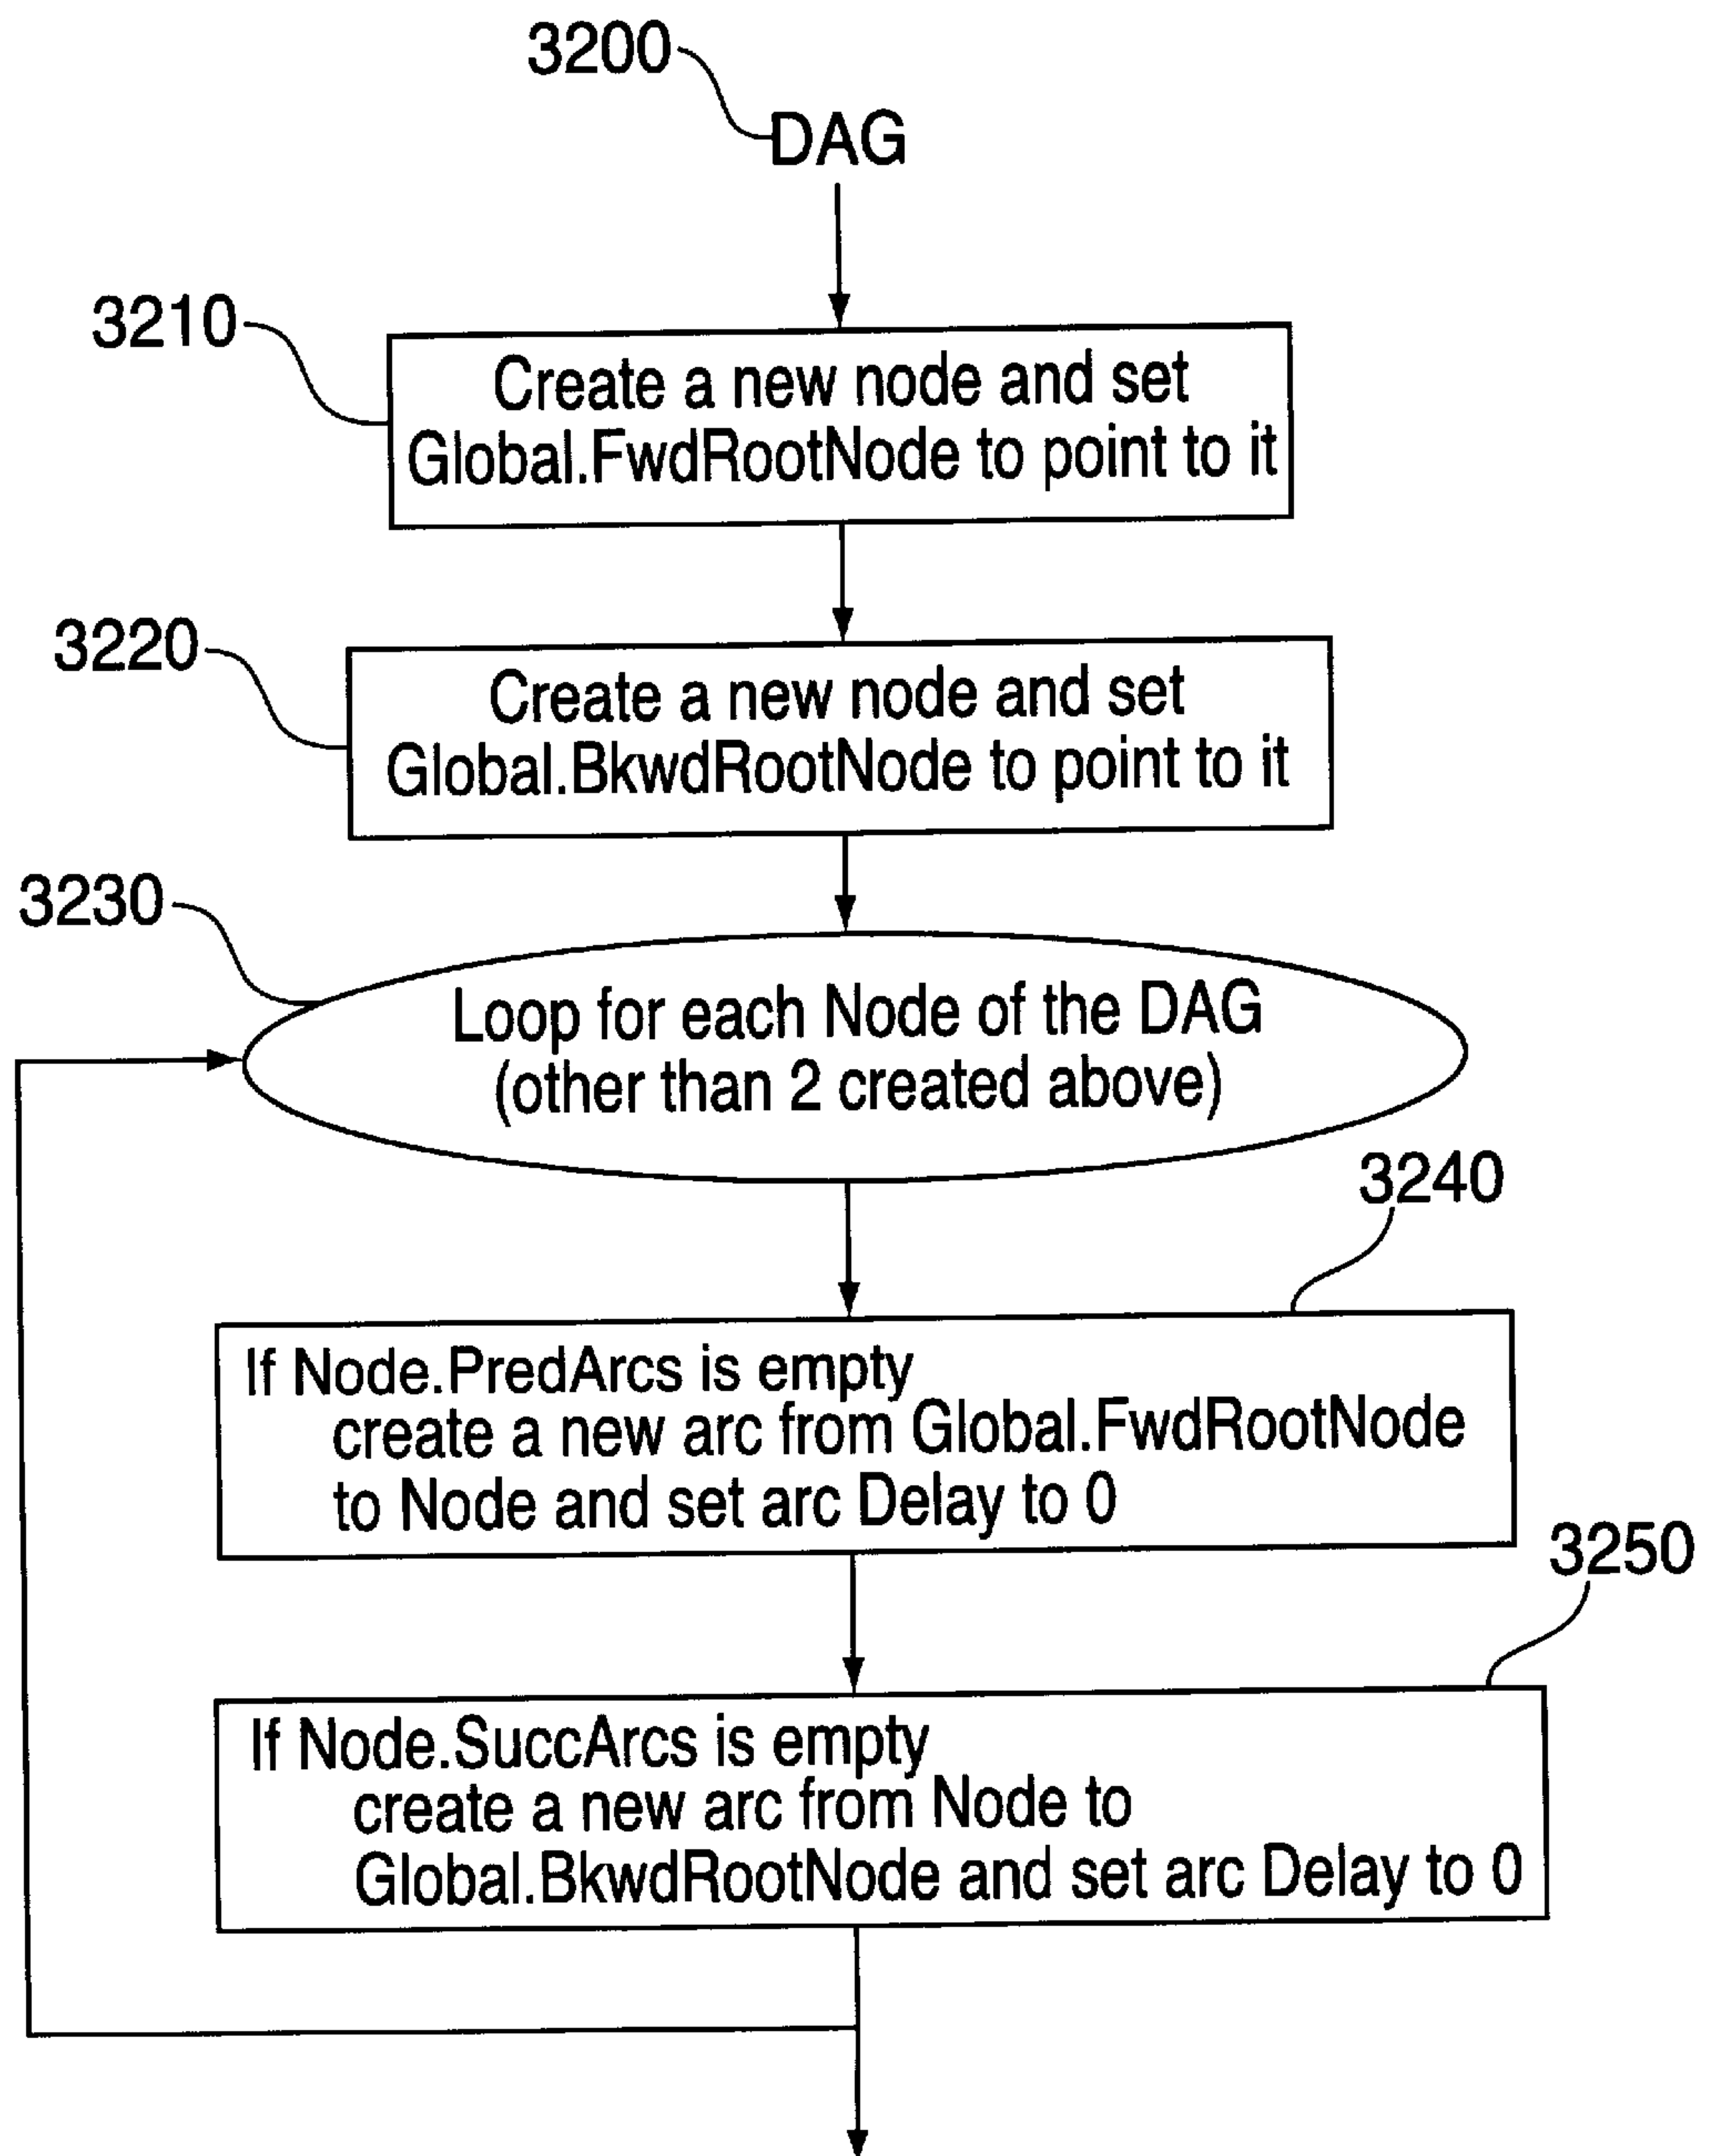 3200
DAG
3210
Create a new node and set
Global.FwdRootNode to point to it
3220
Create a new node and set
Global.BkwdRootNode to point to it
3230
Loop for each Node of the DAG
(other than 2 created above)
3240
If Node.PredArcs is empty
create a new arc from Global.FwdRootNode
to Node and set arc Delay to 0
3250
If Node.SuccArcs is empty
create a new arc from Node to
Global.BkwdRootNode and set arc Delay to 0